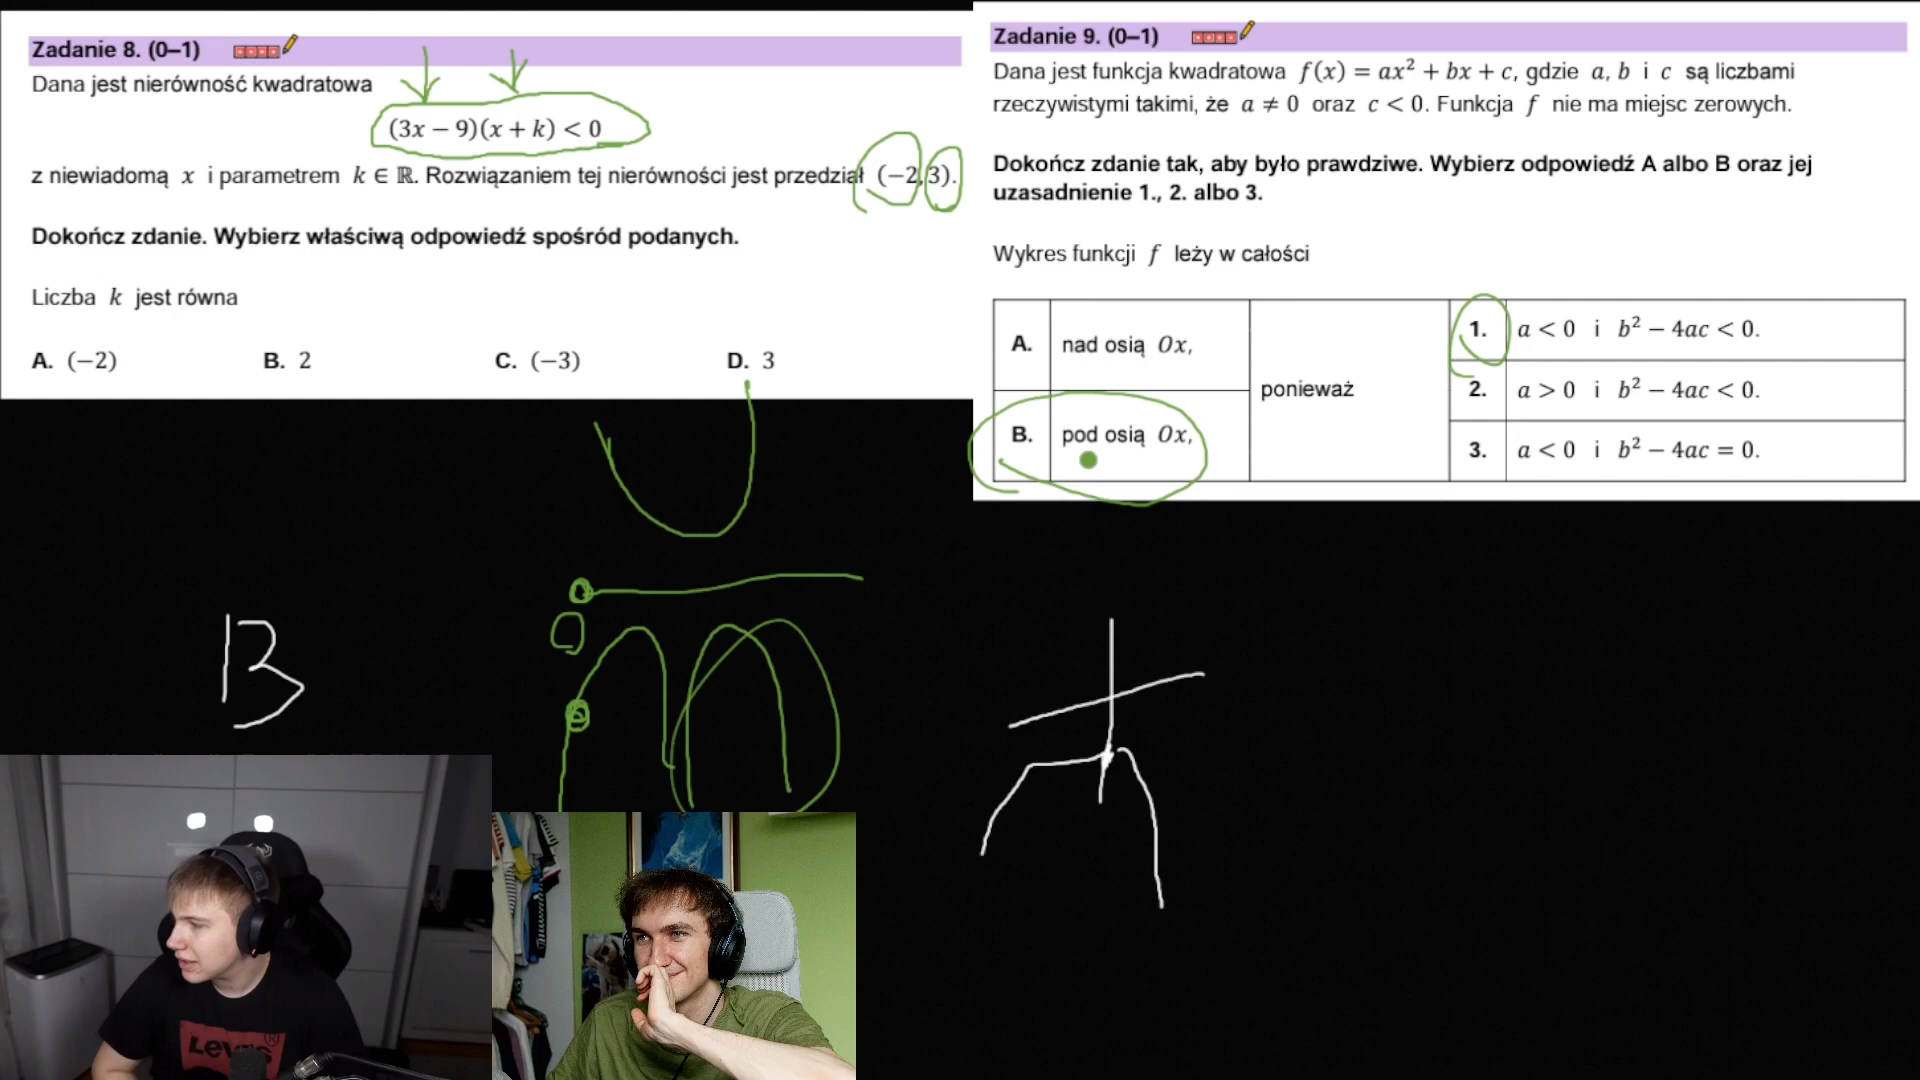 Zadanie 8. (0–1)
Dana jest nierówność kwadratowa
(3x − 9)(x + k) < 0
z niewiadomą x i parametrem k ∈ ℝ. Rozwiązaniem tej nierówności jest przedział (−2, 3).
Dokończ zdanie. Wybierz właściwą odpowiedź spośród podanych.
Liczba k jest równa
A. (−2) B. 2 C. (−3) D. 3
B
Zadanie 9. (0–1)
Dana jest funkcja kwadratowa f(x) = ax² + bx + c, gdzie a, b i c są liczbami
rzeczywistymi takimi, że a ≠ 0 oraz c < 0. Funkcja f nie ma miejsc zerowych.
Dokończ zdanie tak, aby było prawdziwe. Wybierz odpowiedź A albo B oraz jej
uzasadnienie 1., 2. albo 3.
Wykres funkcji f leży w całości
A. nad osią Ox,
B. pod osią Ox,
ponieważ
1. a < 0 i b² − 4ac < 0.
2. a > 0 i b² − 4ac < 0.
3. a < 0 i b² − 4ac = 0.
Levi's